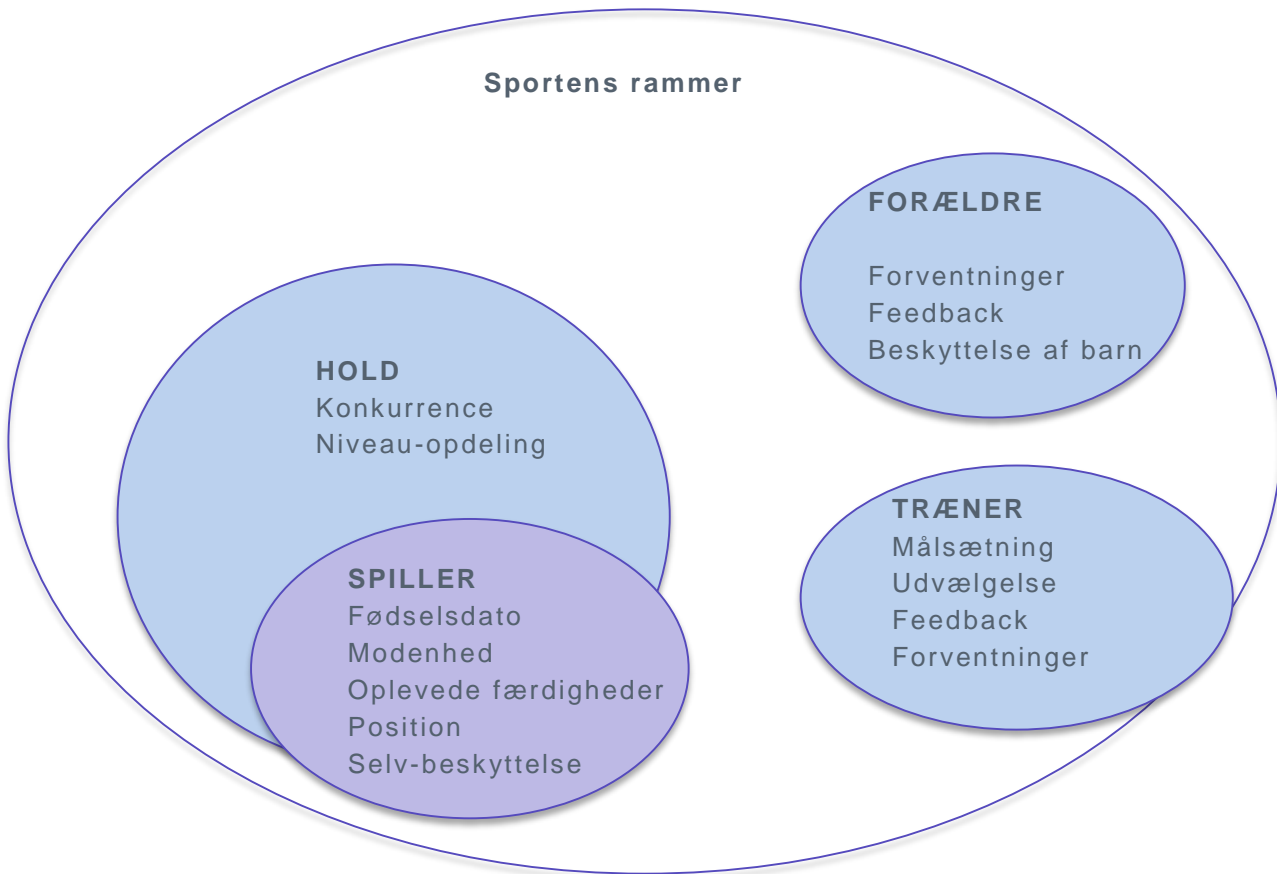 Sportens rammer
FORÆLDRE
Forventninger
Feedback
Beskyttelse af barn
HOLD
Konkurrence
Niveau-opdeling
TRÆNER
Målsætning
Udvælgelse
Feedback
Forventninger
SPILLER
Fødselsdato
Modenhed
Oplevede færdigheder
Position
Selv-beskyttelse